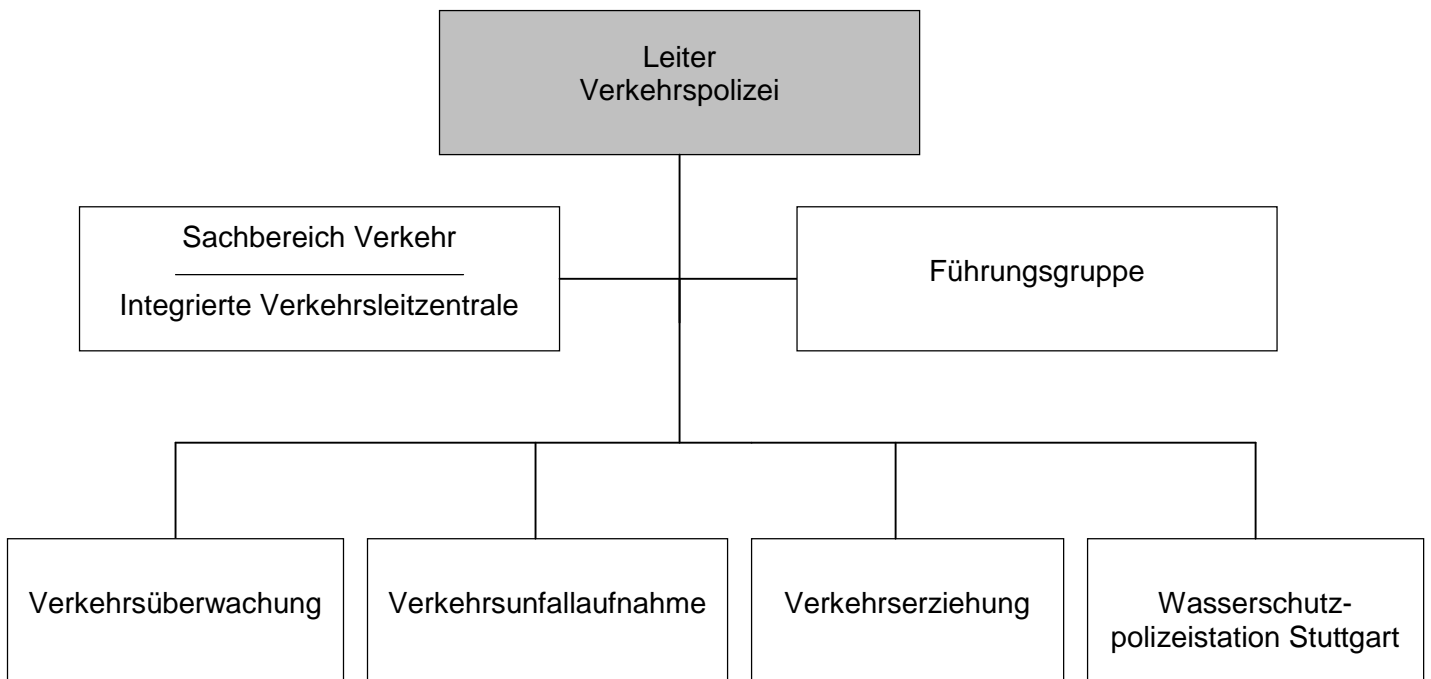 Leiter
Verkehrspolizei
Sachbereich Verkehr
Integrierte Verkehrsleitzentrale
Führungsgruppe
Verkehrsüberwachung
Verkehrsunfallaufnahme
Verkehrserziehung
Wasserschutz-
polizeistation Stuttgart